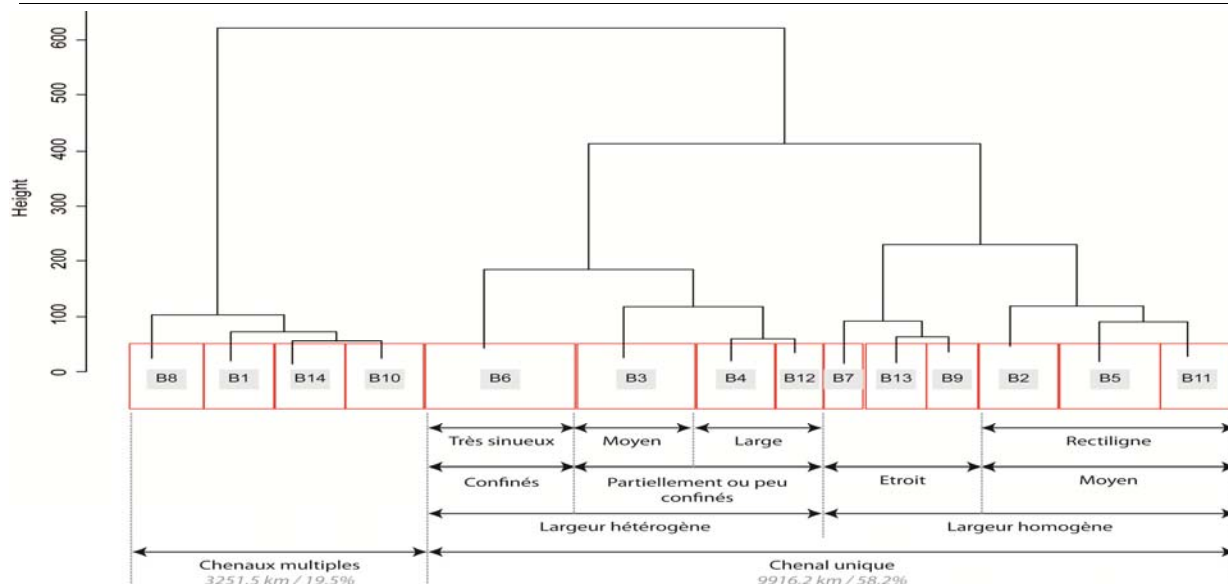 600
500
400
300
200
100
0
Height
B8 B1 B14 B10 B6 B3 B4 B12 B7 B13 B9 B2 B5 B11
Très sinueux Moyen Large Rectiligne
Confinés Partiellement ou peu confinés Etroit Moyen
Largeur hétérogène Largeur homogène
Chenaux multiples Chenal unique
3251.5 km / 19.5% 9916.2 km / 58.2%